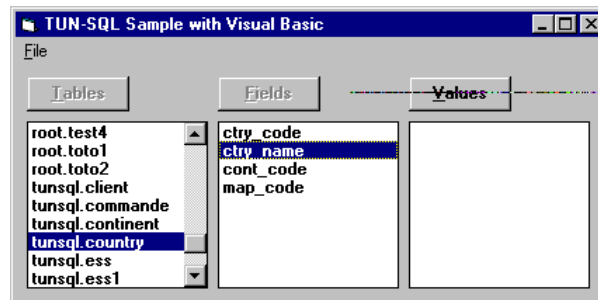 TUN-SQL Sample with Visual Basic
File
Tables
Fields
Values
root.test4
root.toto1
root.toto2
tunsql.client
tunsql.commande
tunsql.continent
tunsql.country
tunsql.ess
tunsql.ess1
ctry_code
ctry_name
cont_code
map_code